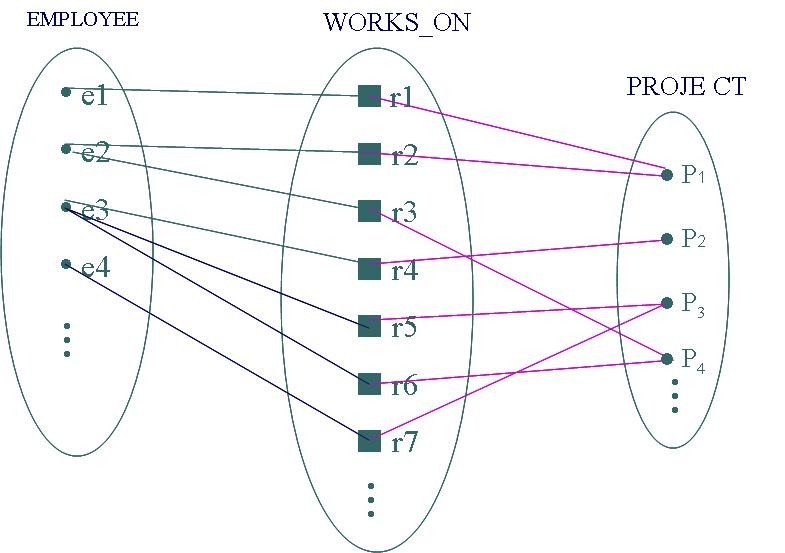 EMPLOYEE
WORKS_ON
PROJE CT
e1
e2
e3
e4
r1
r2
r3
r4
r5
r6
r7
P1
P2
P3
P4